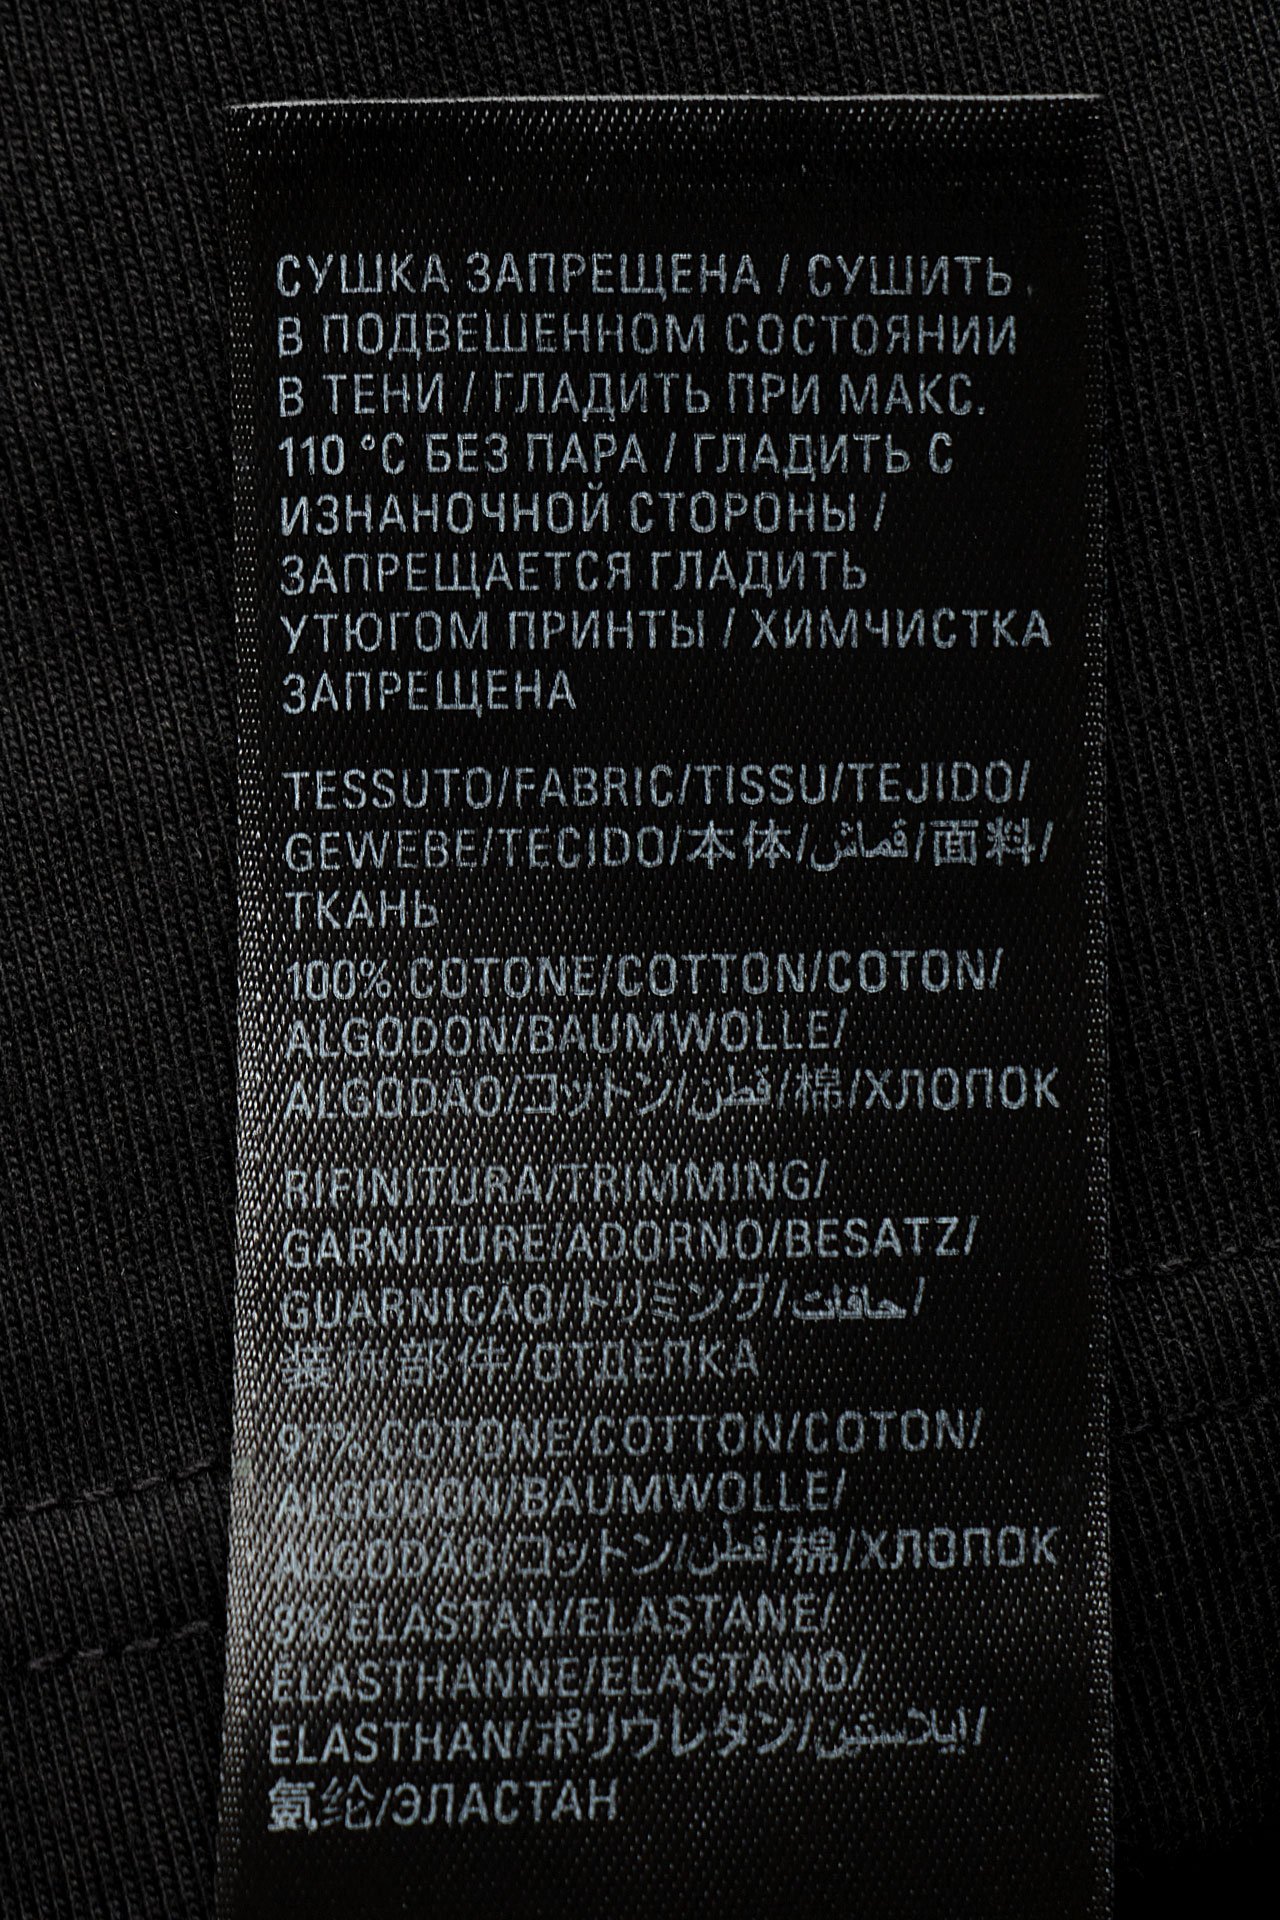 СУШКА ЗАПРЕЩЕНА / СУШИТЬ
В ПОДВЕШЕННОМ СОСТОЯНИИ
В ТЕНИ / ГЛАДИТЬ ПРИ МАКС.
110 °C БЕЗ ПАРА / ГЛАДИТЬ С
ИЗНАНОЧНОЙ СТОРОНЫ /
ЗАПРЕЩАЕТСЯ ГЛАДИТЬ
УТЮГОМ ПРИНТЫ / ХИМЧИСТКА
ЗАПРЕЩЕНА
TESSUTO/FABRIC/TISSU/TEJIDO/
GEWEBE/TECIDO/本体/قماش/面料/
ТКАНЬ
100% COTONE/COTTON/COTON/
ALGODON/BAUMWOLLE/
ALGODÃO/コットン/قطن/棉/ХЛОПОК
RIFINITURA/TRIMMING/
GARNITURE/ADORNO/BESATZ/
GUARNIÇÃO/トリミング/حافات/
装饰部件/ОТДЕЛКА
97% COTONE/COTTON/COTON/
ALGODON/BAUMWOLLE/
ALGODÃO/コットン/قطن/棉/ХЛОПОК
3% ELASTAN/ELASTANE/
ELASTHANNE/ELASTANO/
ELASTHAN/ポリウレタン/إيلاستين/
氨纶/ЭЛАСТАН